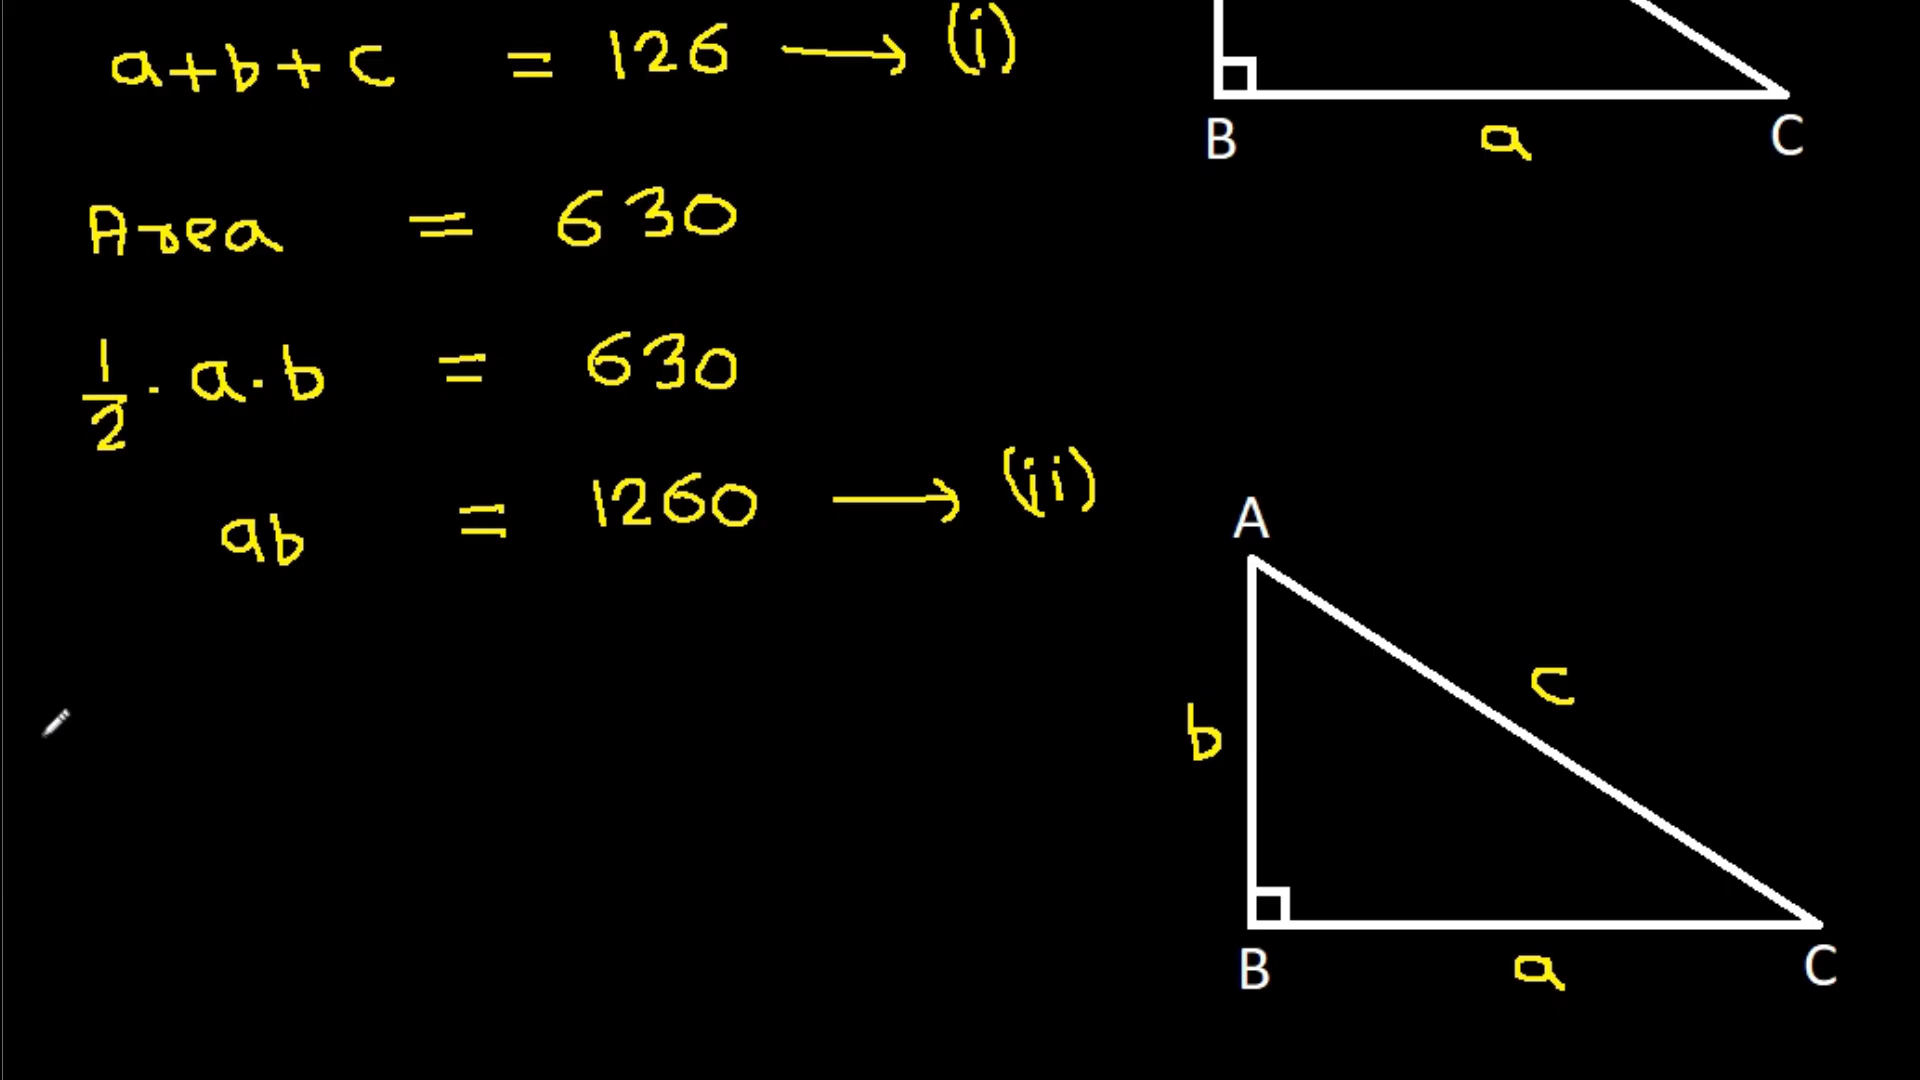 a+b+c = 126 ⟶ (i)
B a C
Area = 630
1/2 · a · b = 630
ab = 1260 ⟶ (ii)
A
b c
B a C